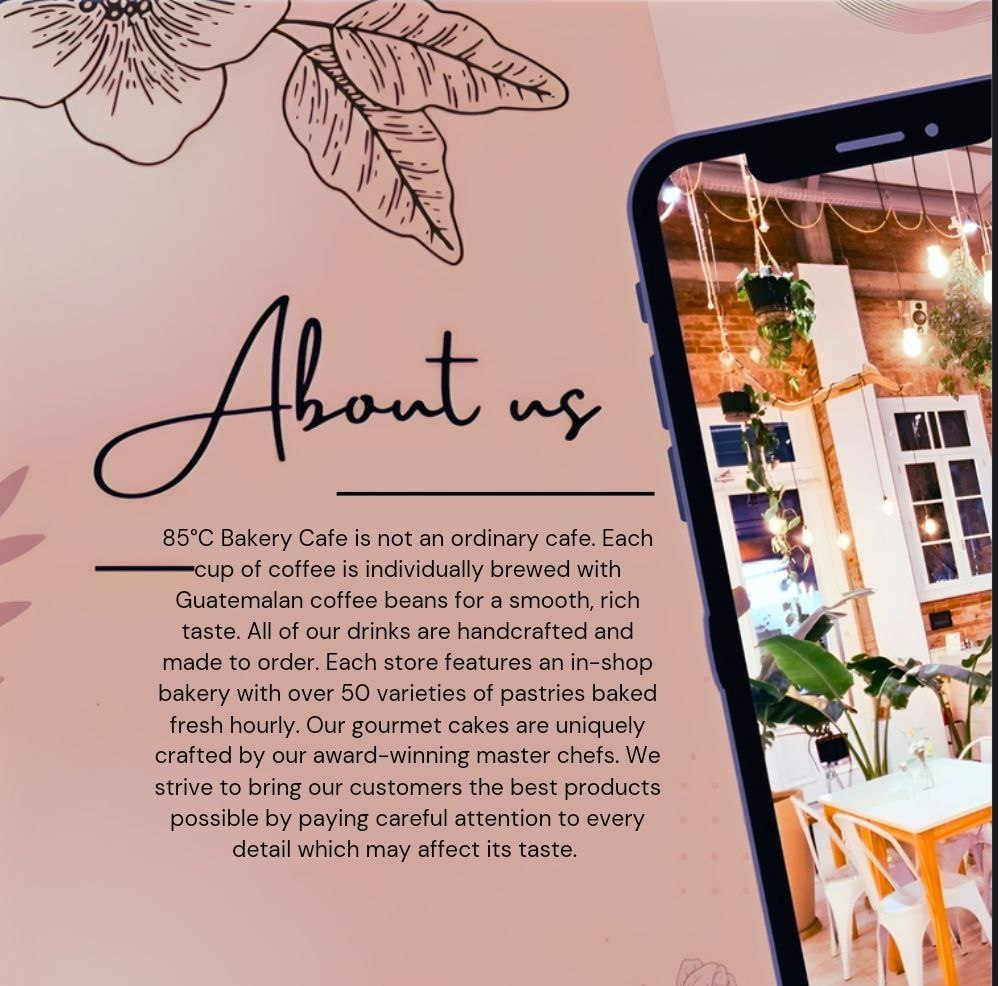 About us
85°C Bakery Cafe is not an ordinary cafe. Each
cup of coffee is individually brewed with
Guatemalan coffee beans for a smooth, rich
taste. All of our drinks are handcrafted and
made to order. Each store features an in-shop
bakery with over 50 varieties of pastries baked
fresh hourly. Our gourmet cakes are uniquely
crafted by our award-winning master chefs. We
strive to bring our customers the best products
possible by paying careful attention to every
detail which may affect its taste.